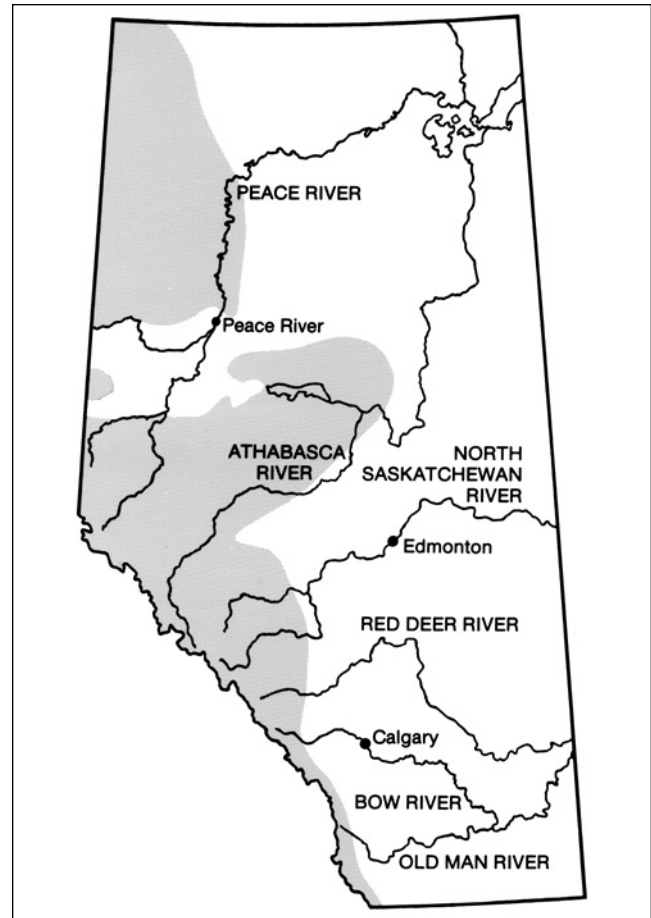 PEACE RIVER
Peace River
ATHABASCA
RIVER
NORTH
SASKATCHEWAN
RIVER
Edmonton
RED DEER RIVER
Calgary
BOW RIVER
OLD MAN RIVER